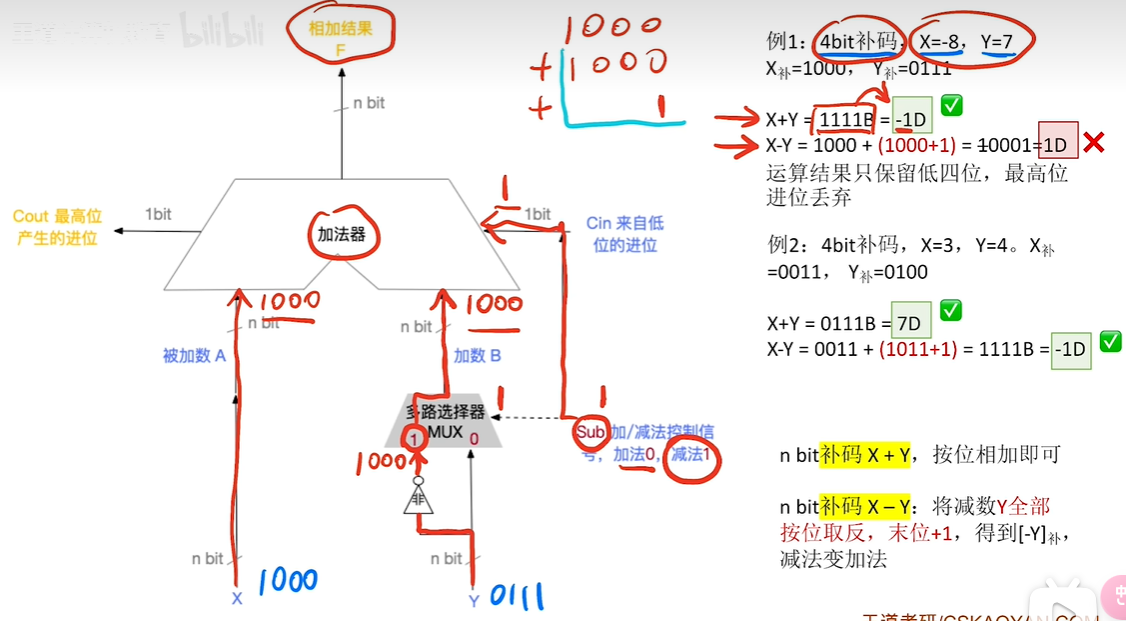 bilibili
相加结果
F
n bit
1bit
Cout 最高位
产生的进位
加法器
1
1bit
Cin 来自低
位的进位
1000
1000
n bit
n bit
被加数 A
加数 B
多路选择器
MUX
1
0
1
1
Sub 加/减法控制信
号，加法0，减法1
1000
非
n bit
n bit
X
1000
Y
0111
1000
+1000
+ 1
例1：4bit补码，X=-8，Y=7
X补=1000， Y补=0111
X+Y = 1111B = -1D
X-Y = 1000 + (1000+1) = 10001=1D
运算结果只保留低四位，最高位
进位丢弃
例2：4bit补码，X=3，Y=4。X补
=0011， Y补=0100
X+Y = 0111B = 7D
X-Y = 0011 + (1011+1) = 1111B = -1D
n bit补码 X + Y，按位相加即可
n bit补码 X – Y：将减数Y全部
按位取反，末位+1，得到[-Y]补，
减法变加法
王道考研/CSKAOYAN.COM